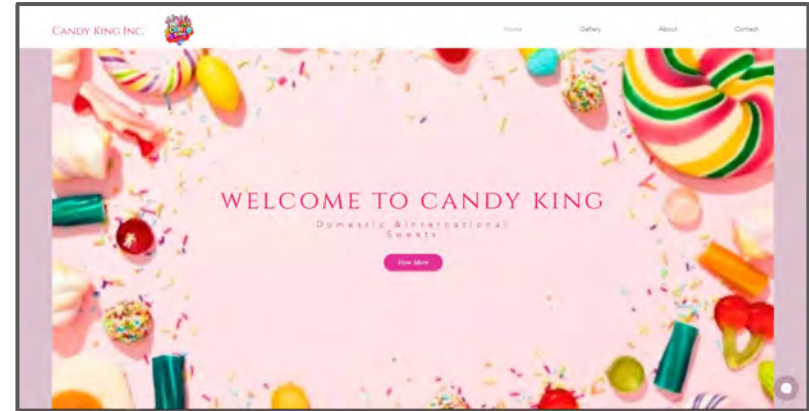 CANDY KING INC.
Home
Gallery
About
Contact
WELCOME TO CANDY KING
Domestic &International
Sweets
View More